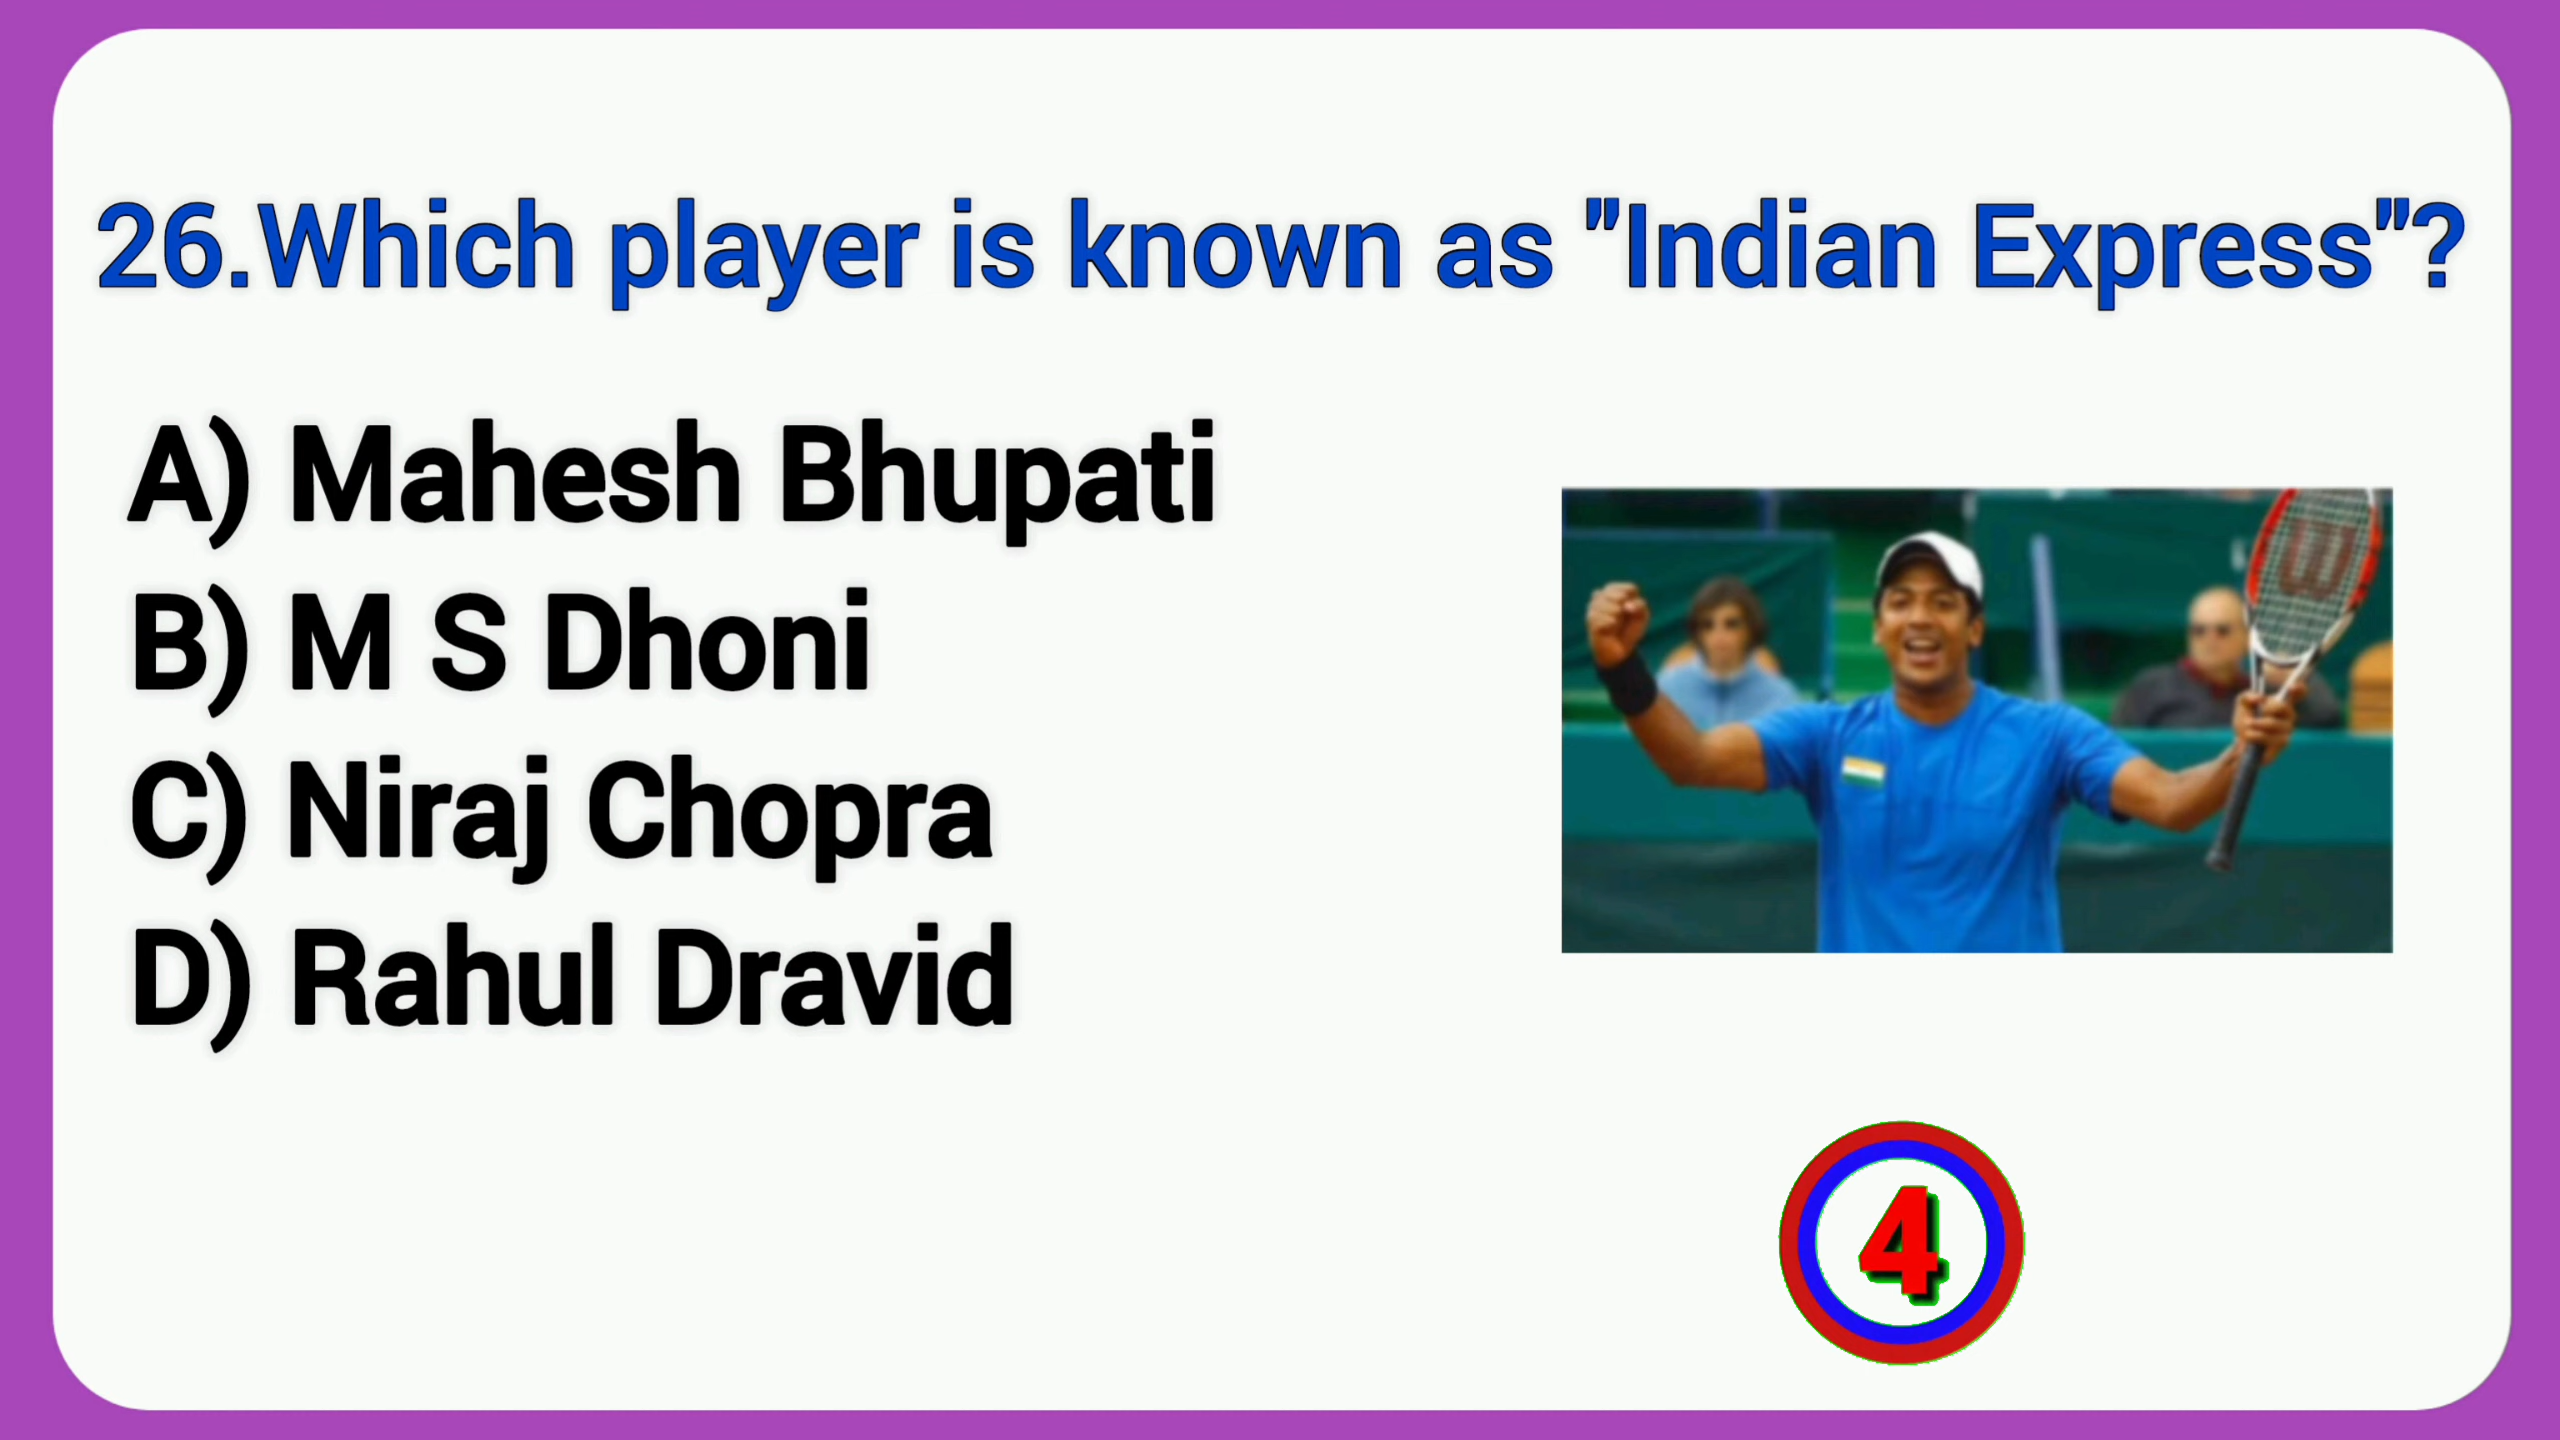 26.Which player is known as "Indian Express"?
A) Mahesh Bhupati
B) M S Dhoni
C) Niraj Chopra
D) Rahul Dravid
W
4